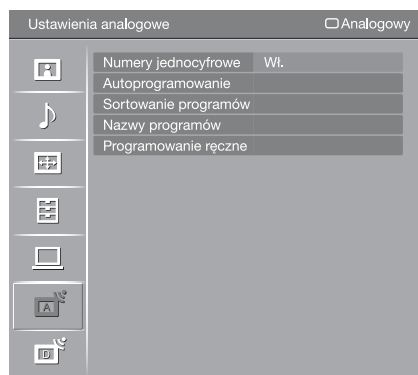 Ustawienia analogowe Analogowy
Numery jednocyfrowe Wł.
Autoprogramowanie
Sortowanie programów
Nazwy programów
Programowanie ręczne
A
D